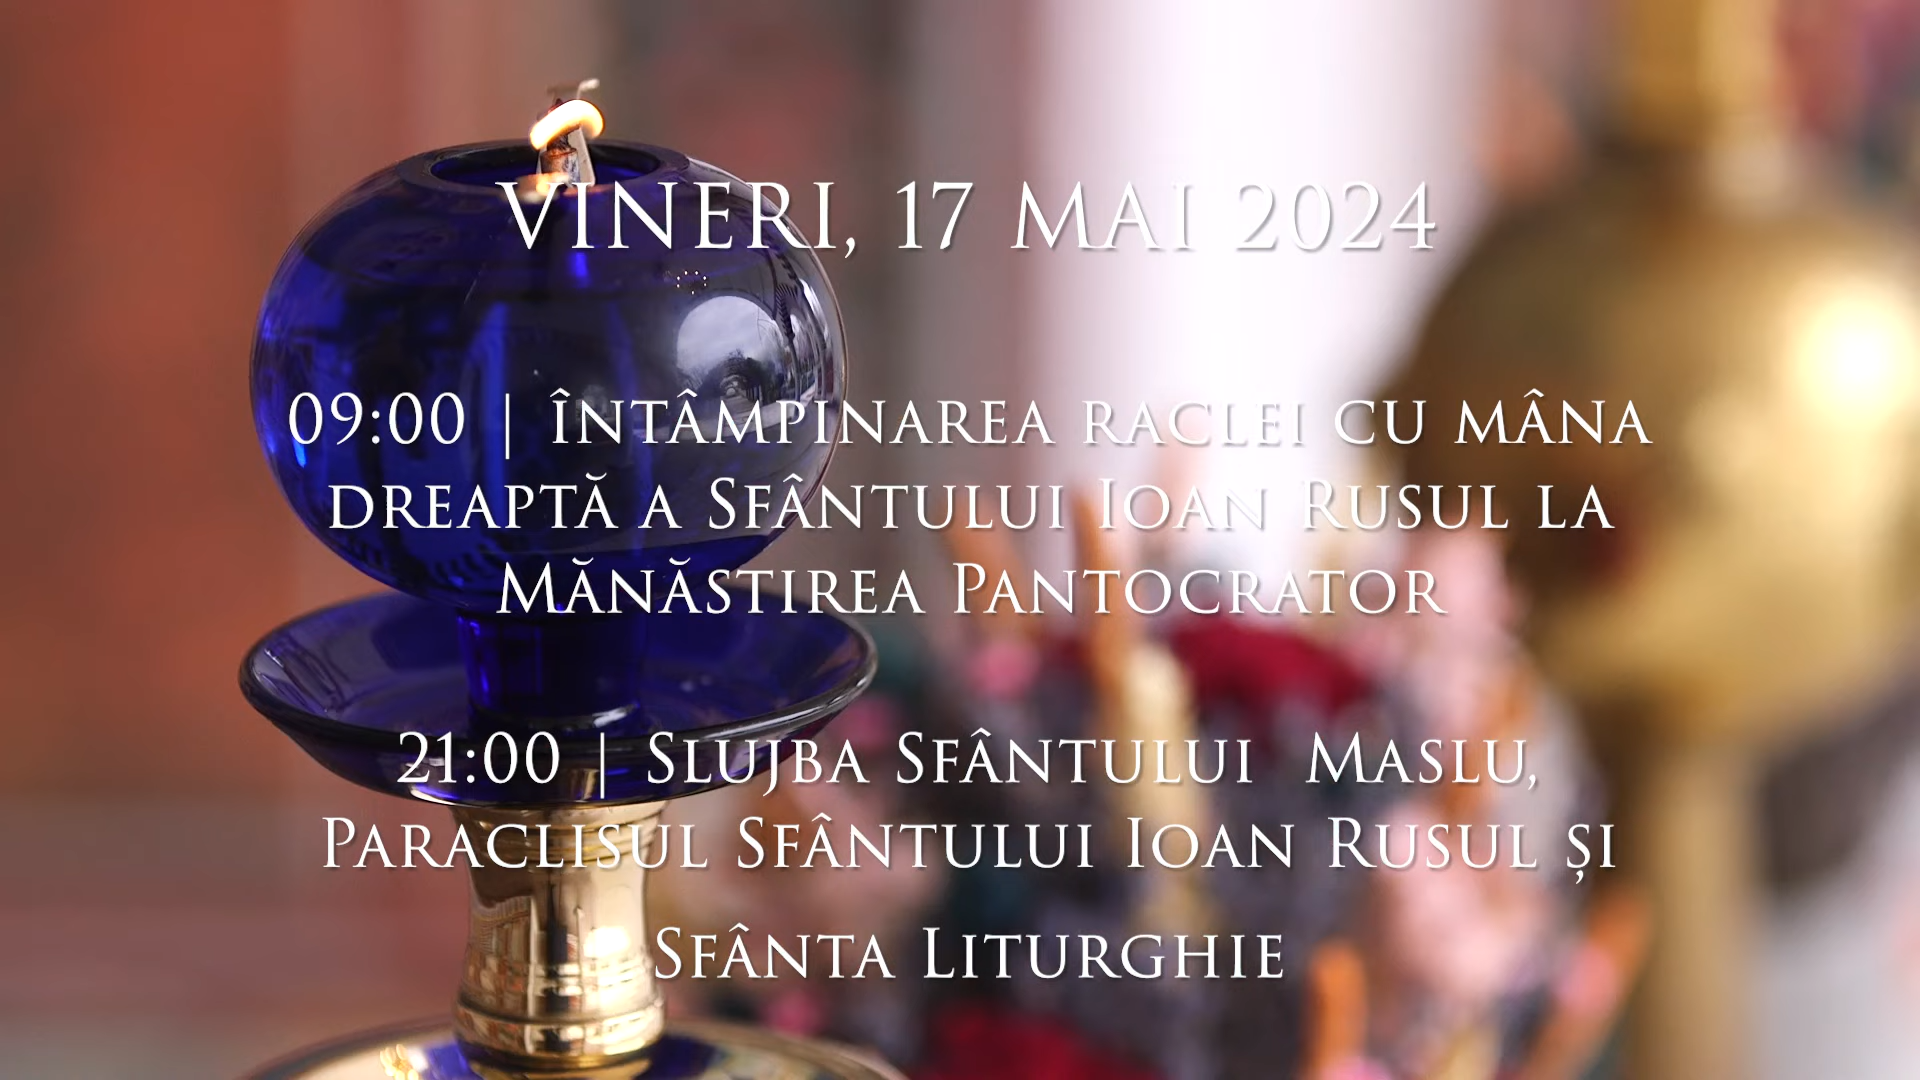 VINERI, 17 MAI 2024
09:00 | ÎNTÂMPINAREA RACLEI CU MÂNA
DREAPTĂ A SFÂNTULUI IOAN RUSUL LA
MĂNĂSTIREA PANTOCRATOR
21:00 | SLUJBA SFÂNTULUI MASLU,
PARACLISUL SFÂNTULUI IOAN RUSUL ȘI
SFÂNTA LITURGHIE